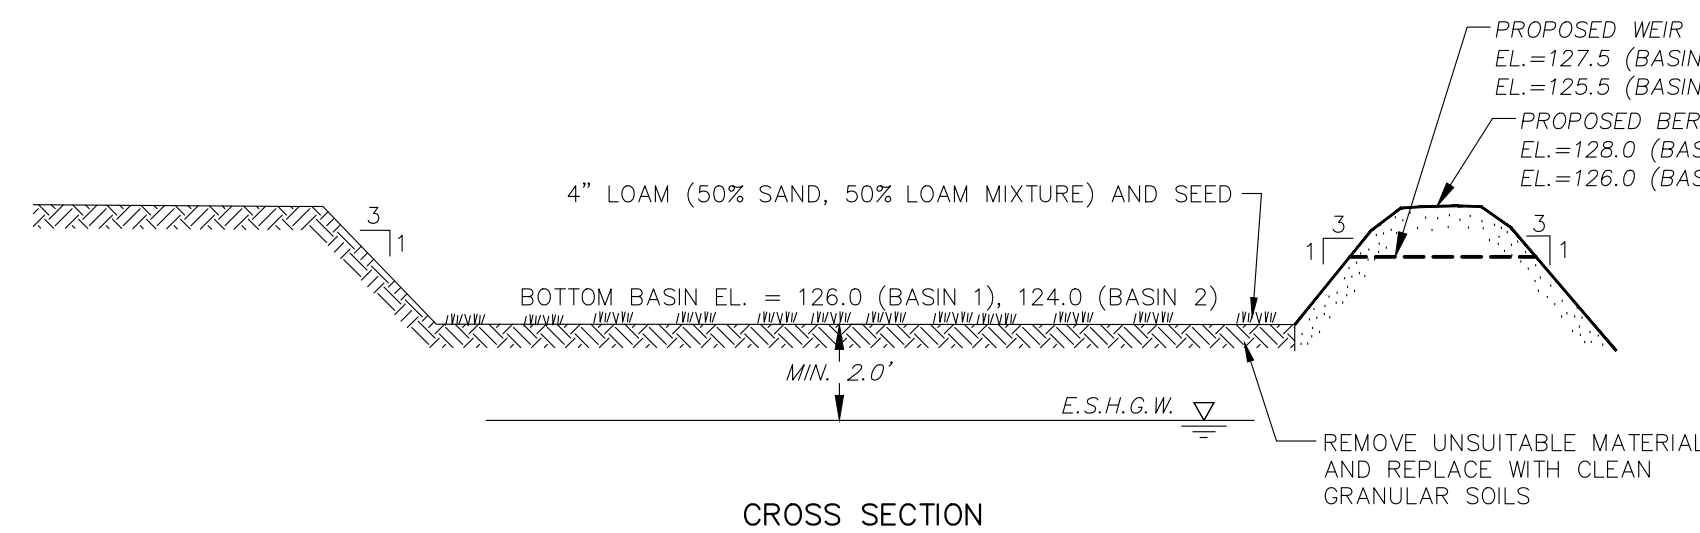 PROPOSED WEIR
EL.=127.5 (BASIN
EL.=125.5 (BASIN
PROPOSED BER
EL.=128.0 (BAS
EL.=126.0 (BAS
4" LOAM (50% SAND, 50% LOAM MIXTURE) AND SEED
3
1
3
1
3
1
BOTTOM BASIN EL. = 126.0 (BASIN 1), 124.0 (BASIN 2)
MIN. 2.0'
E.S.H.G.W.
REMOVE UNSUITABLE MATERIAL
AND REPLACE WITH CLEAN
GRANULAR SOILS
CROSS SECTION